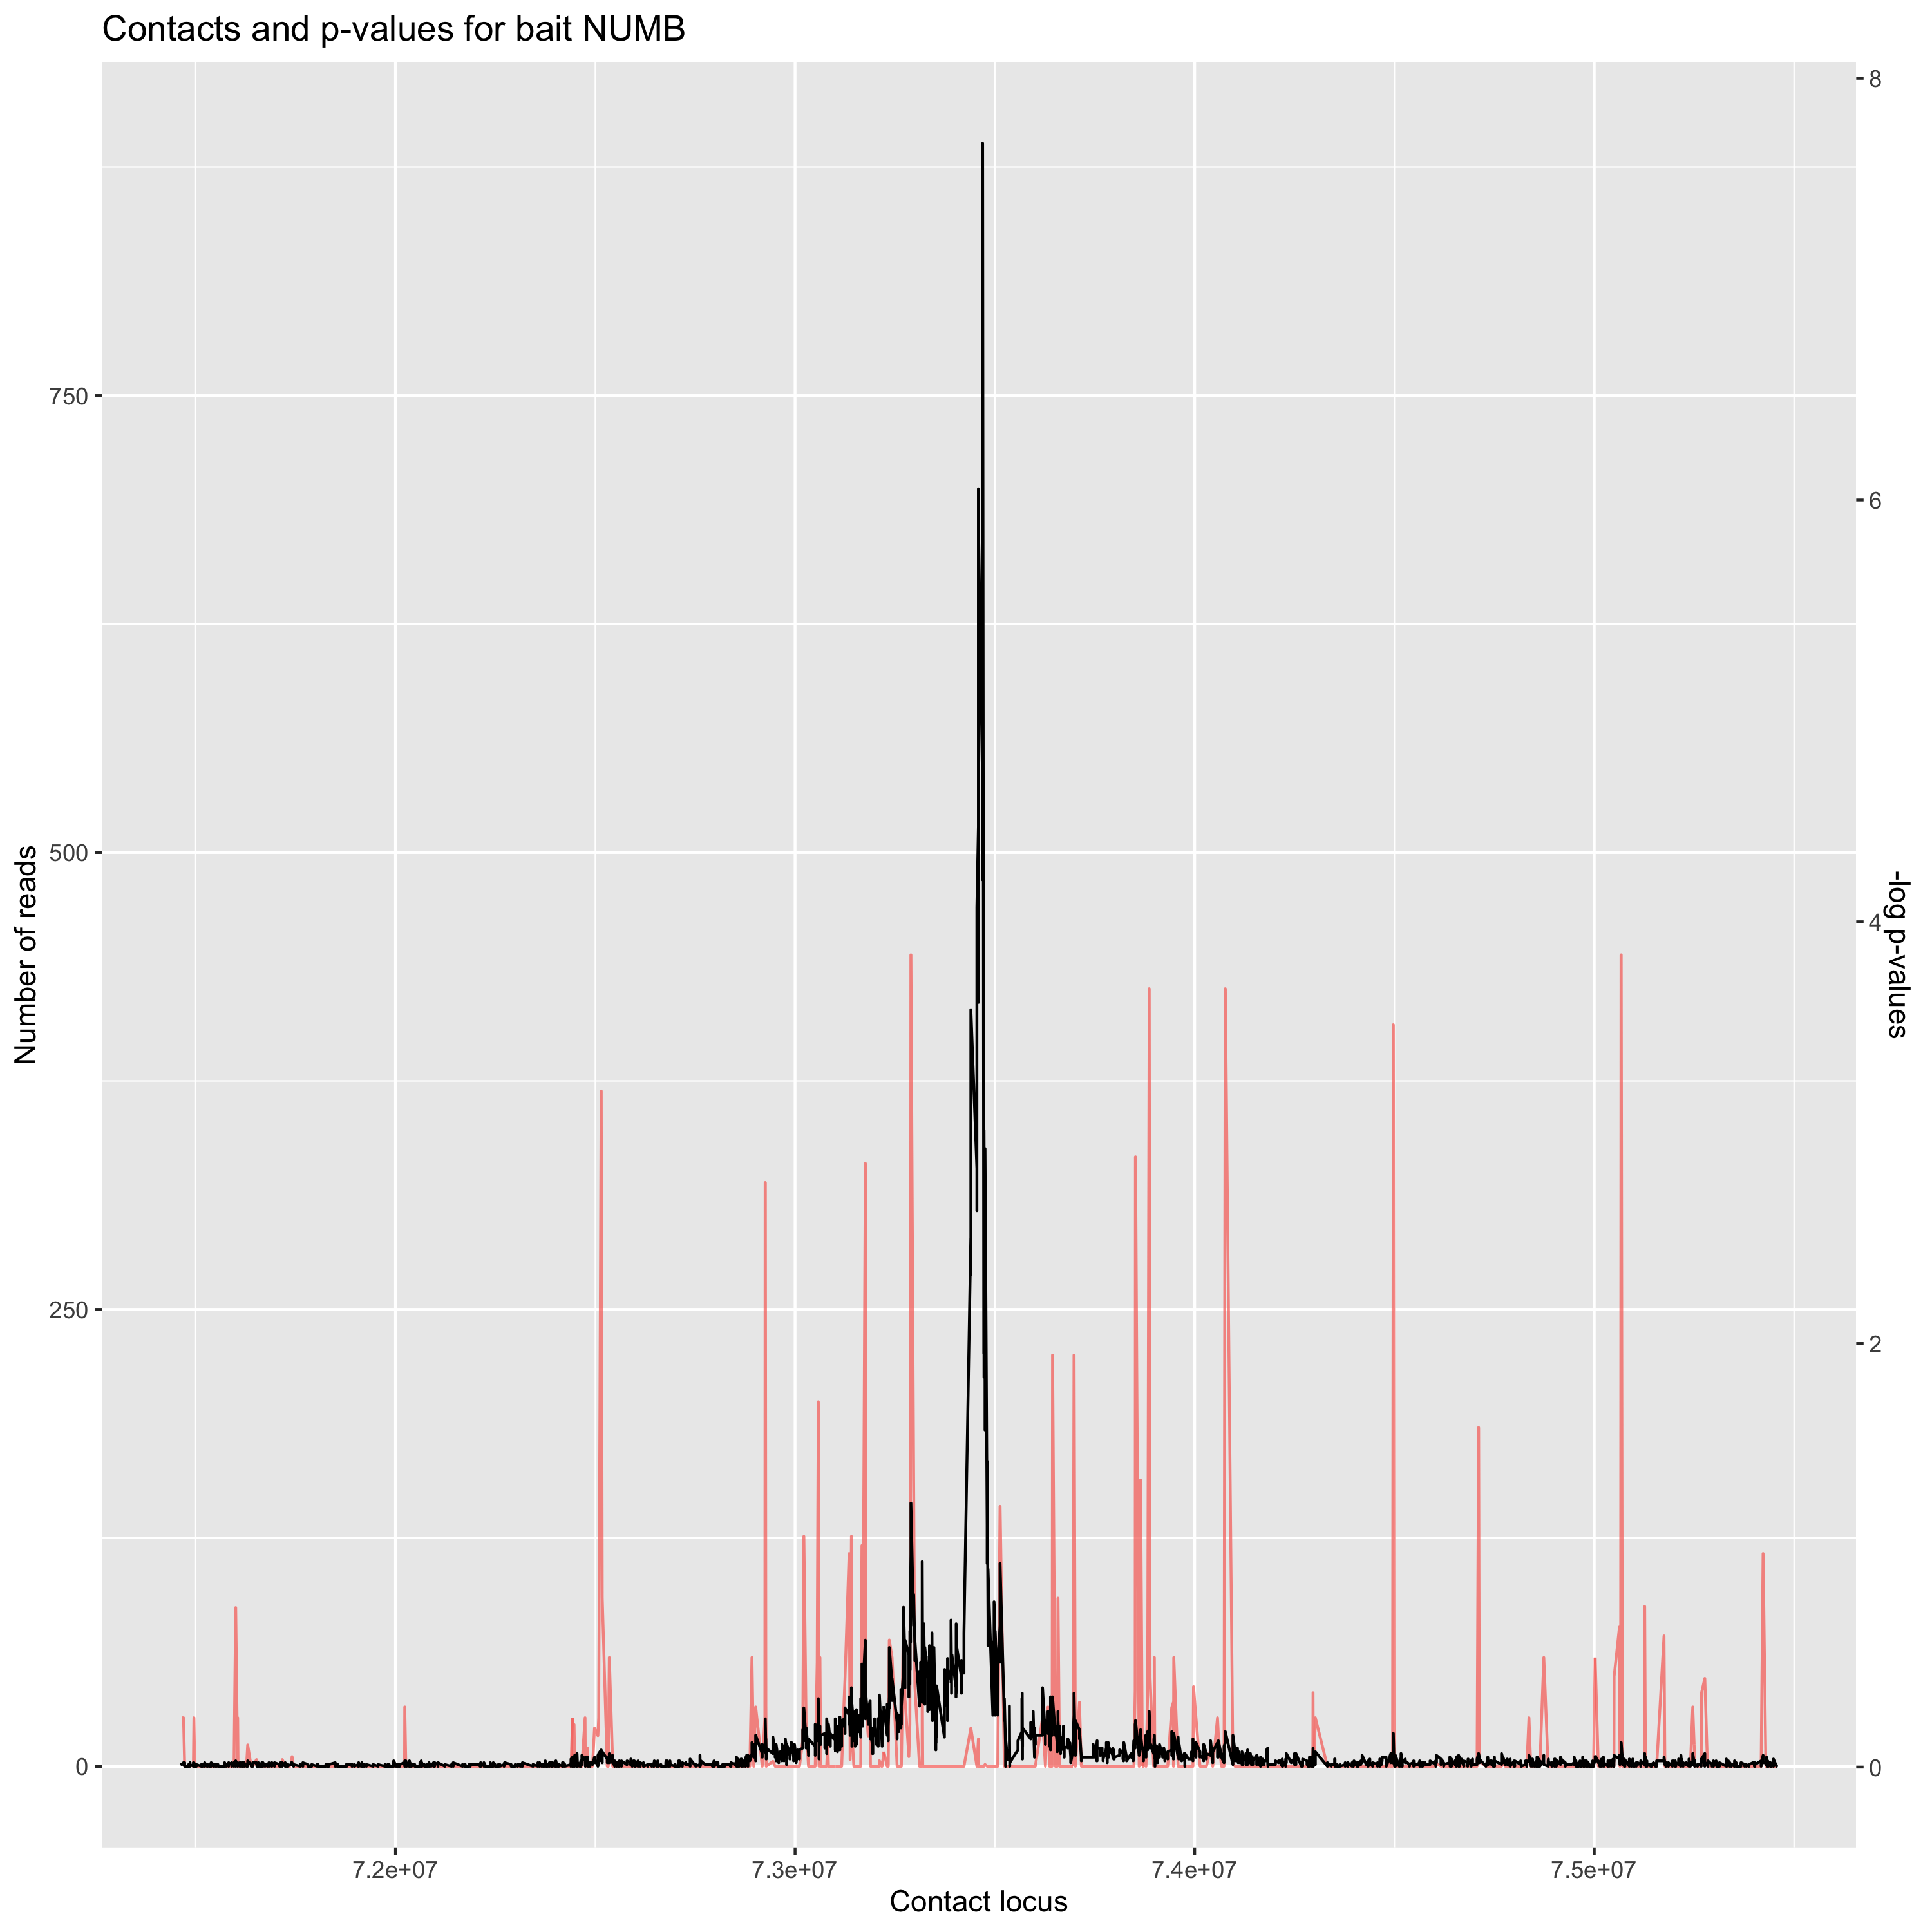 Contacts and p-values for bait NUMB
8
750
6
500
4
Number of reads
-log p-values
250
2
0
0
7.2e+07
7.3e+07
7.4e+07
7.5e+07
Contact locus